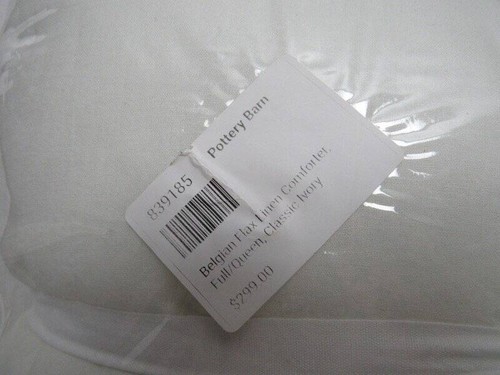 839185
Pottery Barn
Belgian Flax Linen Comforter,
Full/Queen, Classic Ivory
$299.00